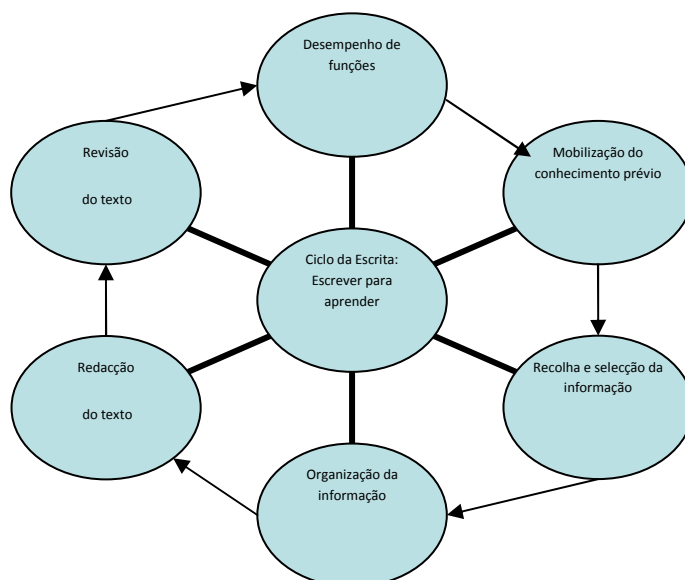 Desempenho de
funções
Mobilização do
conhecimento prévio
Recolha e selecção da
informação
Organização da
informação
Redacção
do texto
Revisão
do texto
Ciclo da Escrita:
Escrever para
aprender